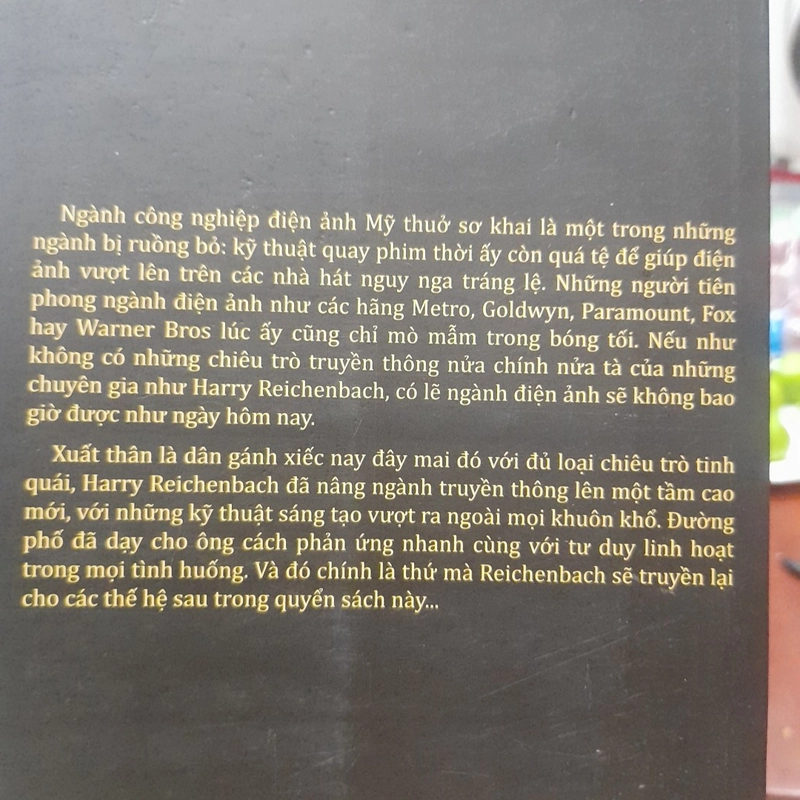 Ngành công nghiệp điện ảnh Mỹ thuở sơ khai là một trong những
ngành bị ruồng bỏ: kỹ thuật quay phim thời ấy còn quá tệ để giúp điện
ảnh vượt lên trên các nhà hát nguy nga tráng lệ. Những người tiên
phong ngành điện ảnh như các hãng Metro, Goldwyn, Paramount, Fox
hay Warner Bros lúc ấy cũng chỉ mò mẫm trong bóng tối. Nếu như
không có những chiêu trò truyền thông nửa chính nửa tà của những
chuyên gia như Harry Reichenbach, có lẽ ngành điện ảnh sẽ không bao
giờ được như ngày hôm nay.
Xuất thân là dân gánh xiếc nay đây mai đó với đủ loại chiêu trò tinh
quái, Harry Reichenbach đã nâng ngành truyền thông lên một tầm cao
mới, với những kỹ thuật sáng tạo vượt ra ngoài mọi khuôn khổ. Đường
phố đã dạy cho ông cách phản ứng nhanh cùng với tư duy linh hoạt
trong mọi tình huống. Và đó chính là thứ mà Reichenbach sẽ truyền lại
cho các thế hệ sau trong quyển sách này...